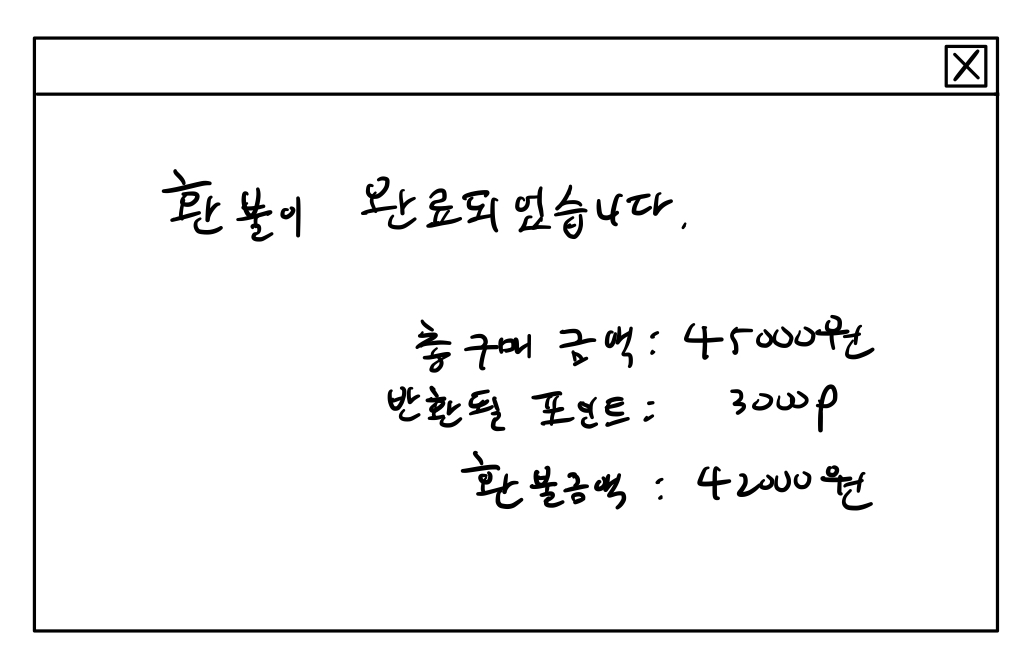 환불이 완료되었습니다.
총구매 금액: 45000원
반환될 포인트: 3000p
환불금액: 42000원